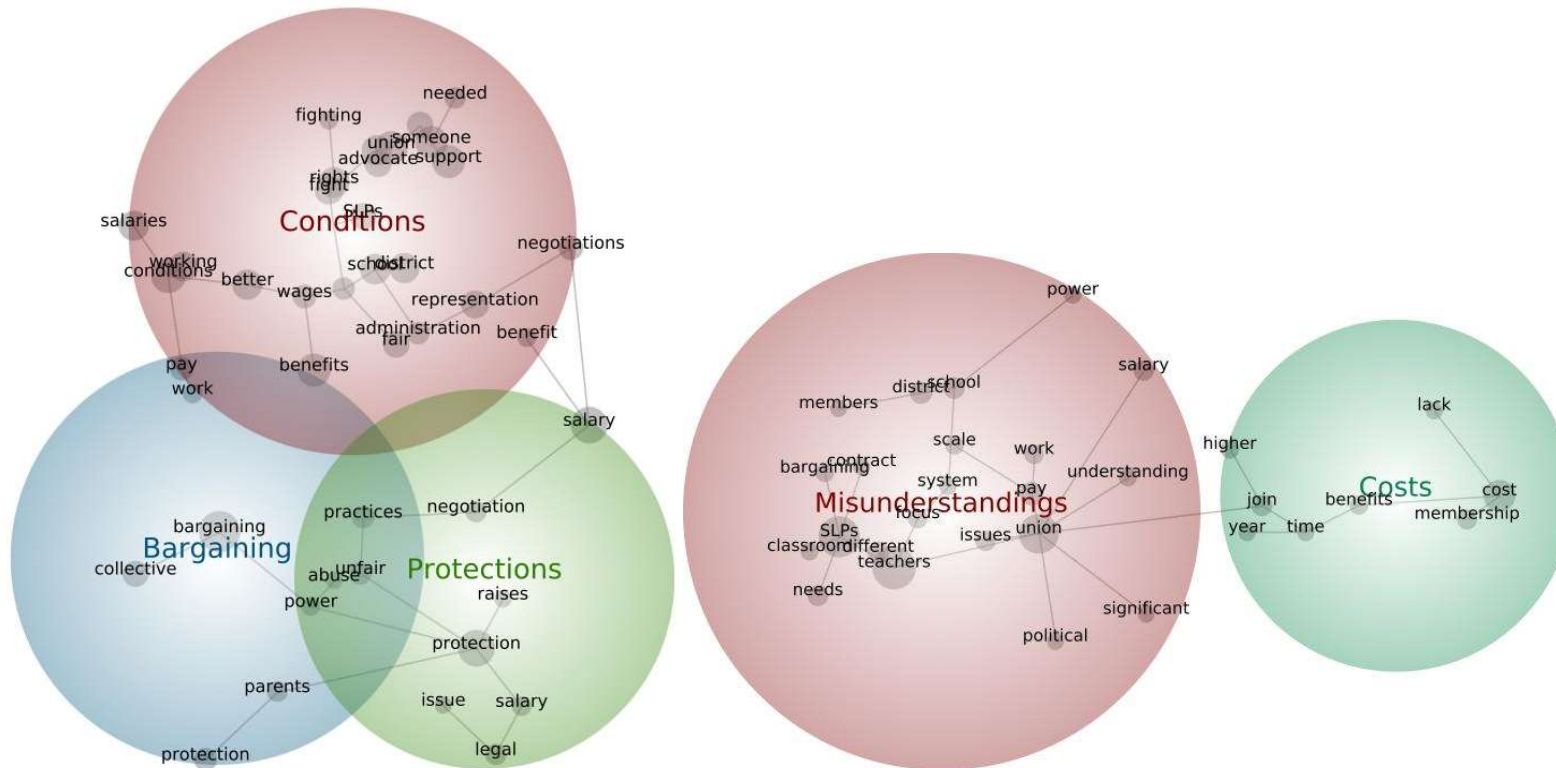 needed
fighting
someone
union
advocate
support
rights
fight
SLPs
Conditions
salaries
negotiations
working
conditions
school
district
better
wages
representation
administration
benefit
fair
pay
benefits
work
salary
practices
negotiation
bargaining
Bargaining
collective
abuse
unfair
Protections
power
raises
protection
parents
issue
salary
protection
legal
power
salary
district
school
members
scale
work
contract
bargaining
understanding
system
pay
Misunderstandings
focus
SLPs
issues
union
classroom
different
teachers
needs
significant
political
lack
higher
Costs
join
benefits
cost
year
time
membership